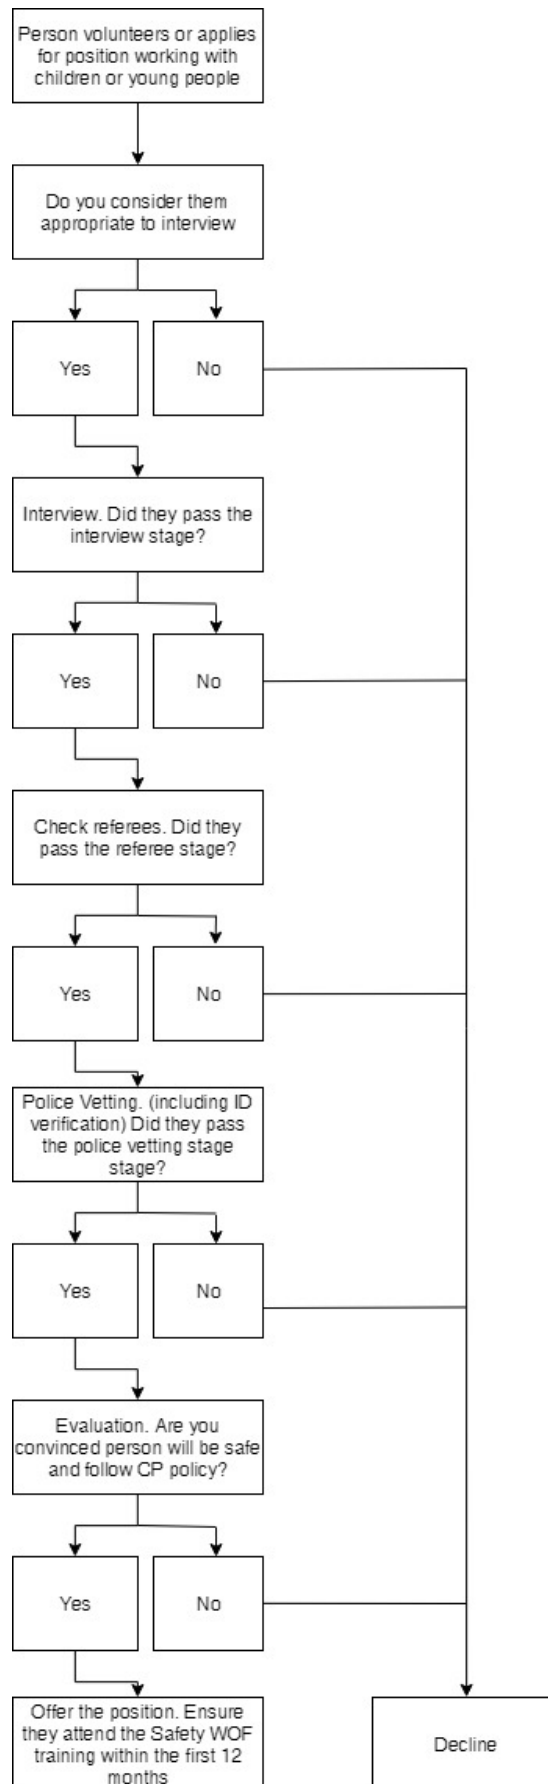 Person volunteers or applies
for position working with
children or young people
Do you consider them
appropriate to interview
Yes
No
Interview. Did they pass the
interview stage?
Yes
No
Check referees. Did they
pass the referee stage?
Yes
No
Police Vetting. (including ID
verification) Did they pass
the police vetting stage
stage?
Yes
No
Evaluation. Are you
convinced person will be safe
and follow CP policy?
Yes
No
Offer the position. Ensure
they attend the Safety WOF
training within the first 12
months
Decline